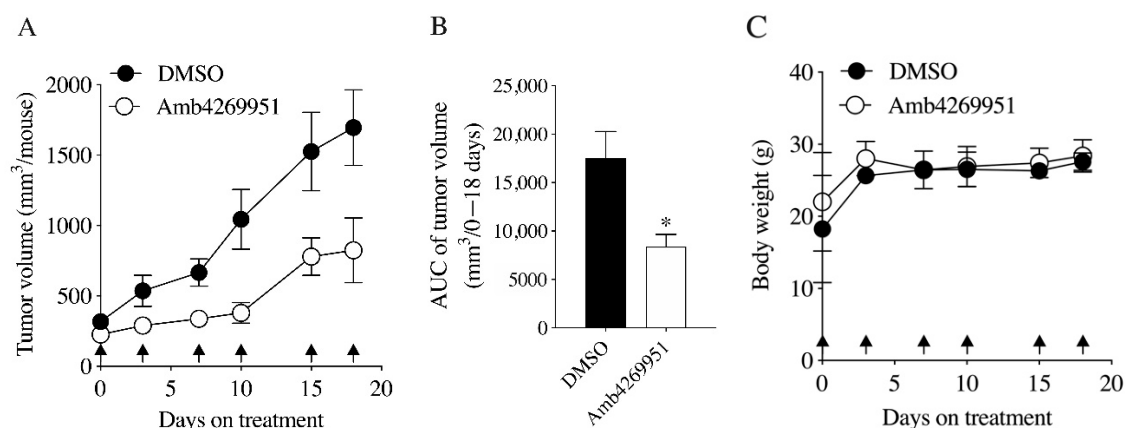 A
DMSO
Amb4269951
Tumor volume (mm³/mouse)
2000
1500
1000
500
0
0 5 10 15 20
Days on treatment
B
AUC of tumor volume
(mm³/0−18 days)
25,000
20,000
15,000
10,000
5000
0
*
DMSO
Amb4269951
C
DMSO
Amb4269951
Body weight (g)
40
30
20
10
0
0 5 10 15 20
Days on treatment